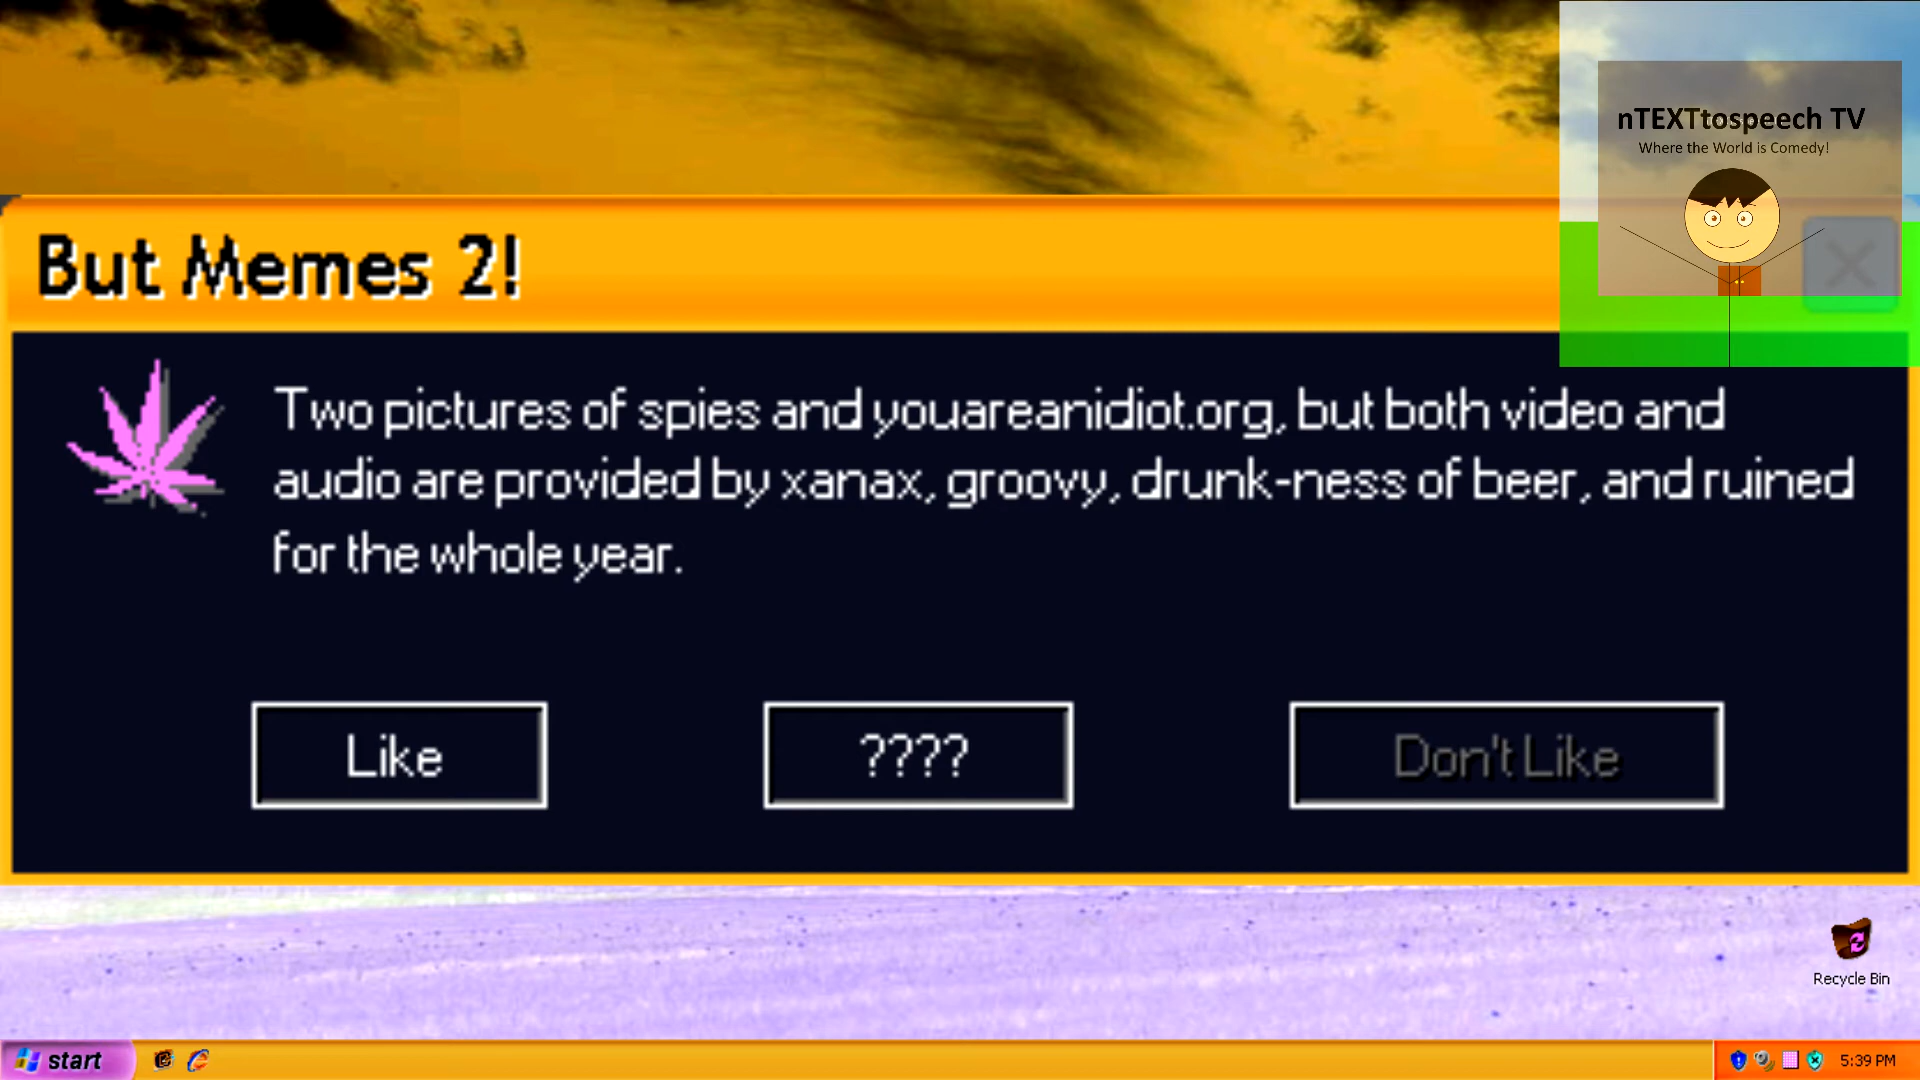 nTEXTtospeech TV
Where the World is Comedy!
But Memes 2!
Two pictures of spies and youareanidiot.org, but both video and
audio are provided by xanax, groovy, drunk-ness of beer, and ruined
for the whole year.
Like
????
Don't Like
Recycle Bin
start
5:39 PM